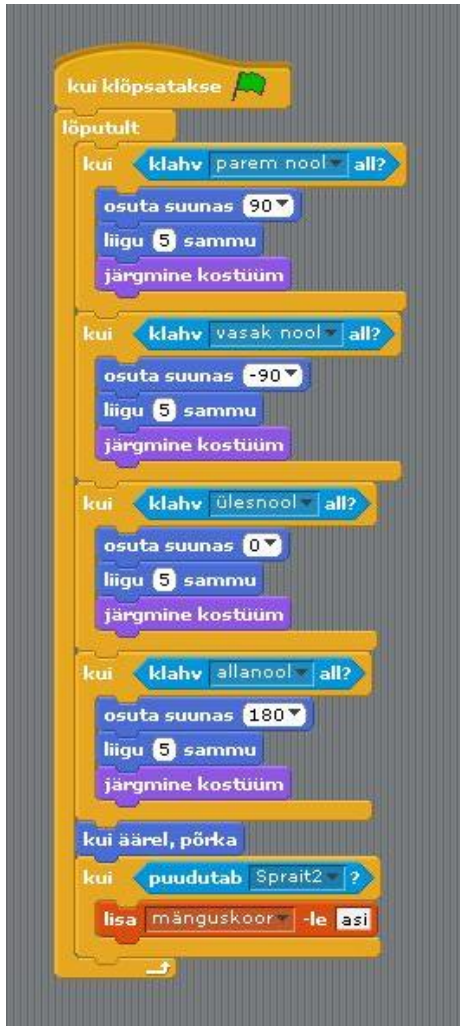 kui klõpsatakse
lõputult
kui klahv parem nool all?
osuta suunas 90
liigu 5 sammu
järgmine kostüüm
kui klahv vasak nool all?
osuta suunas -90
liigu 5 sammu
järgmine kostüüm
kui klahv ülesnool all?
osuta suunas 0
liigu 5 sammu
järgmine kostüüm
kui klahv allanool all?
osuta suunas 180
liigu 5 sammu
järgmine kostüüm
kui äärel, põrka
kui puudutab Sprait2 ?
lisa mänguskoor -le asi